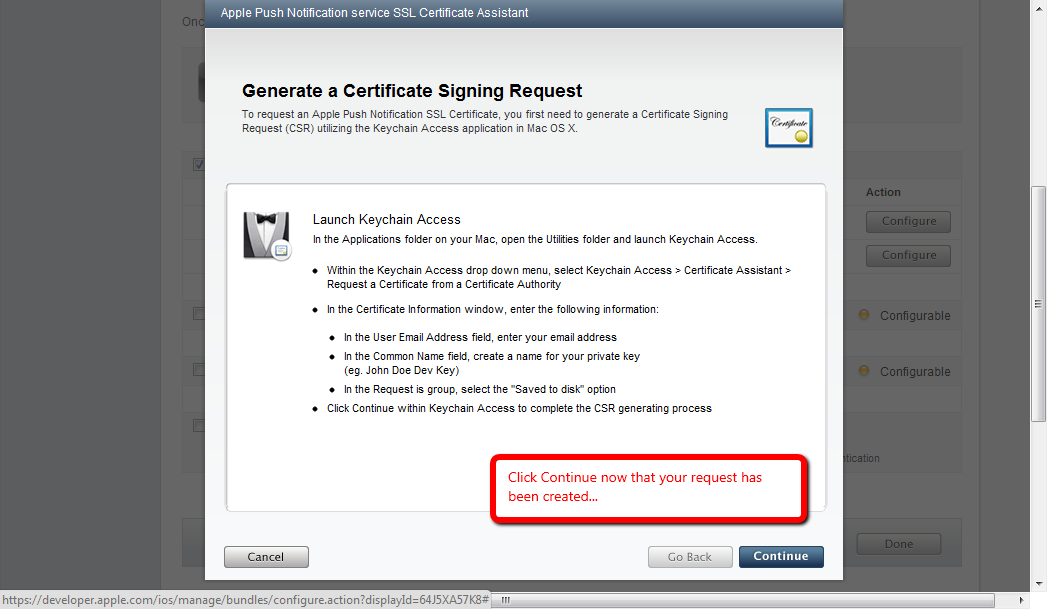 Apple Push Notification service SSL Certificate Assistant
Onc
Generate a Certificate Signing Request
To request an Apple Push Notification SSL Certificate, you first need to generate a Certificate Signing
Request (CSR) utilizing the Keychain Access application in Mac OS X.
Certificate
Action
Launch Keychain Access
Configure
In the Applications folder on your Mac, open the Utilities folder and launch Keychain Access.
Configure
• Within the Keychain Access drop down menu, select Keychain Access > Certificate Assistant >
Request a Certificate from a Certificate Authority
• In the Certificate Information window, enter the following information:
Configurable
• In the User Email Address field, enter your email address
• In the Common Name field, create a name for your private key
(eg. John Doe Dev Key)
Configurable
• In the Request is group, select the "Saved to disk" option
• Click Continue within Keychain Access to complete the CSR generating process
ntication
Click Continue now that your request has
been created...
Done
Cancel
Go Back
Continue
https://developer.apple.com/ios/manage/bundles/configure.action?displayId=64J5XA57K8#